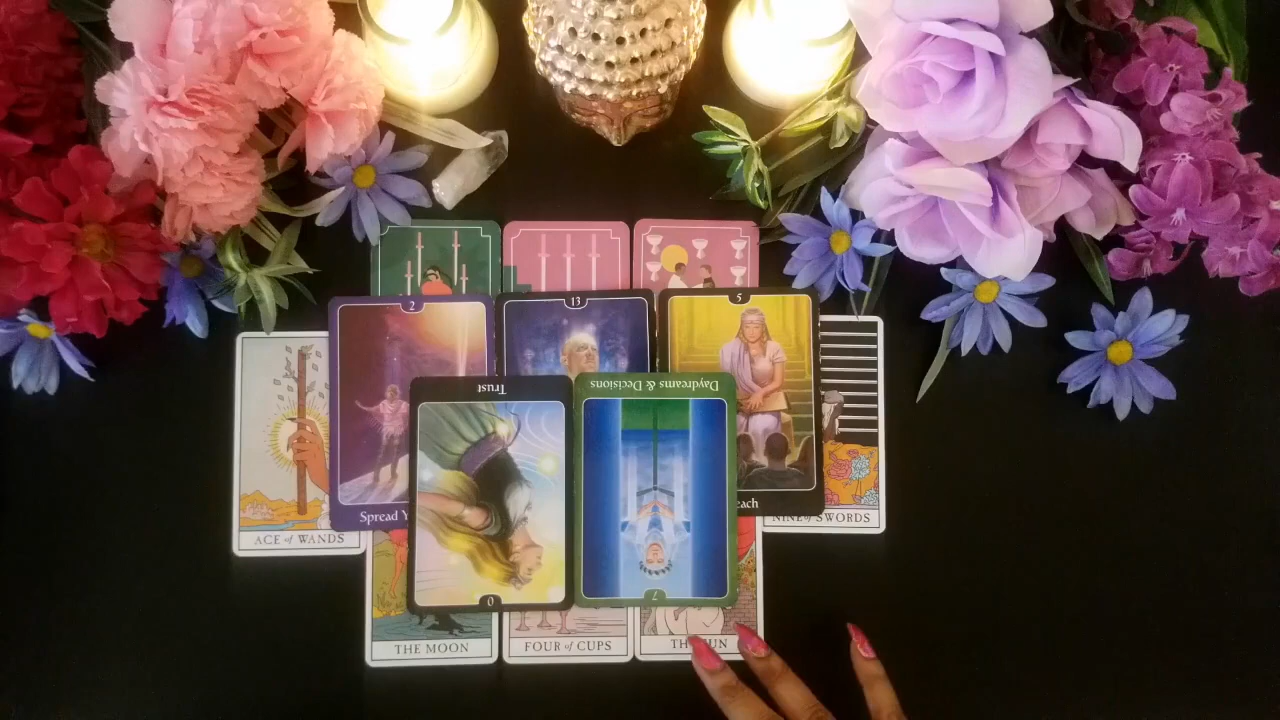 2
13
5
Trust
Daydreams & Decisions
Spread Y
each
ACE of WANDS
NINE of SWORDS
0
7
THE MOON
FOUR of CUPS
THE SUN